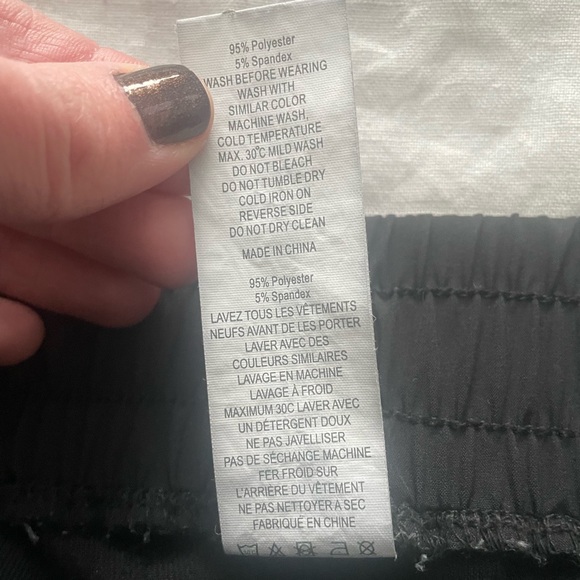 95% Polyester
5% Spandex
WASH BEFORE WEARING
WASH WITH
SIMILAR COLOR
MACHINE WASH,
COLD TEMPERATURE
MAX. 30°C MILD WASH
DO NOT BLEACH
DO NOT TUMBLE DRY
COLD IRON ON
REVERSE SIDE
DO NOT DRY CLEAN
MADE IN CHINA
95% Polyester
5% Spandex
LAVEZ TOUS LES VÊTEMENTS
NEUFS AVANT DE LES PORTER
LAVER AVEC DES
COULEURS SIMILAIRES
LAVAGE EN MACHINE
LAVAGE À FROID
MAXIMUM 30C LAVER AVEC
UN DÉTERGENT DOUX
NE PAS JAVELLISER
PAS DE SÈCHAGE MACHINE
FER FROID SUR
L'ARRIÈRE DU VÊTEMENT
NE PAS NETTOYER A SEC
FABRIQUÉ EN CHINE